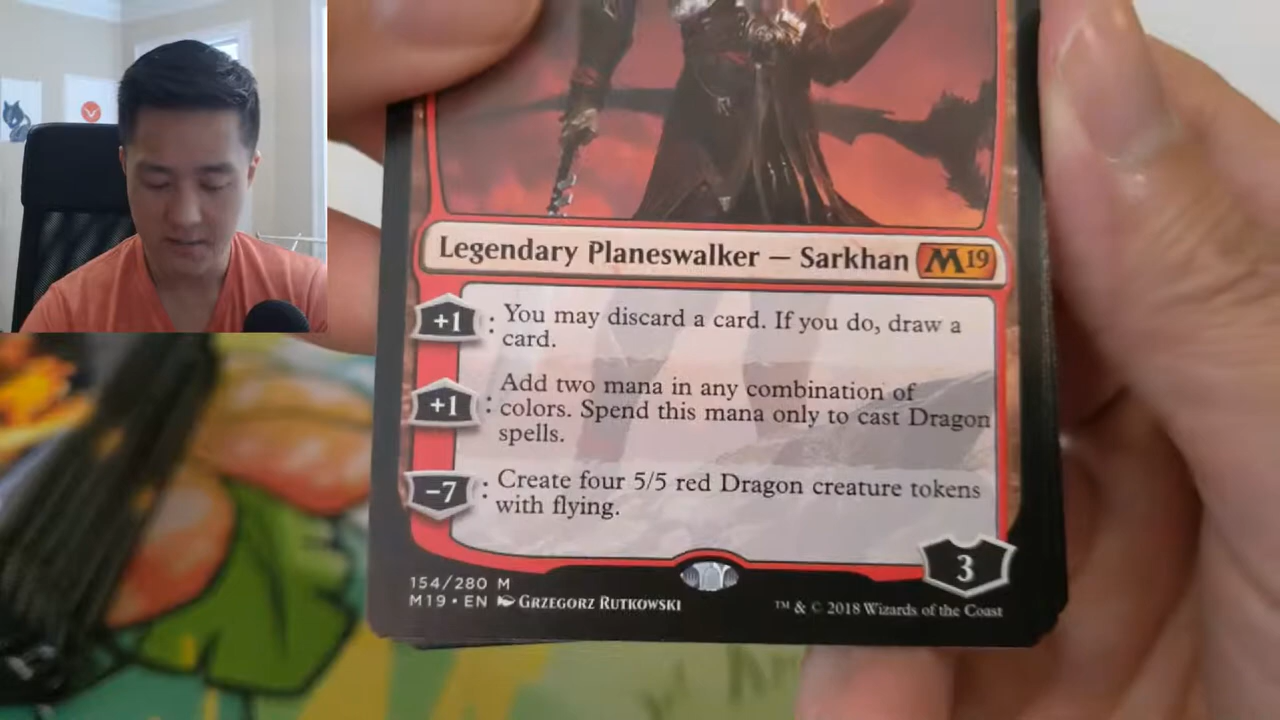 Legendary Planeswalker — Sarkhan M19
+1 : You may discard a card. If you do, draw a
card.
+1 : Add two mana in any combination of
colors. Spend this mana only to cast Dragon
spells.
−7 : Create four 5/5 red Dragon creature tokens
with flying.
3
154/280 M
M19 • EN GRZEGORZ RUTKOWSKI
™ & © 2018 Wizards of the Coast